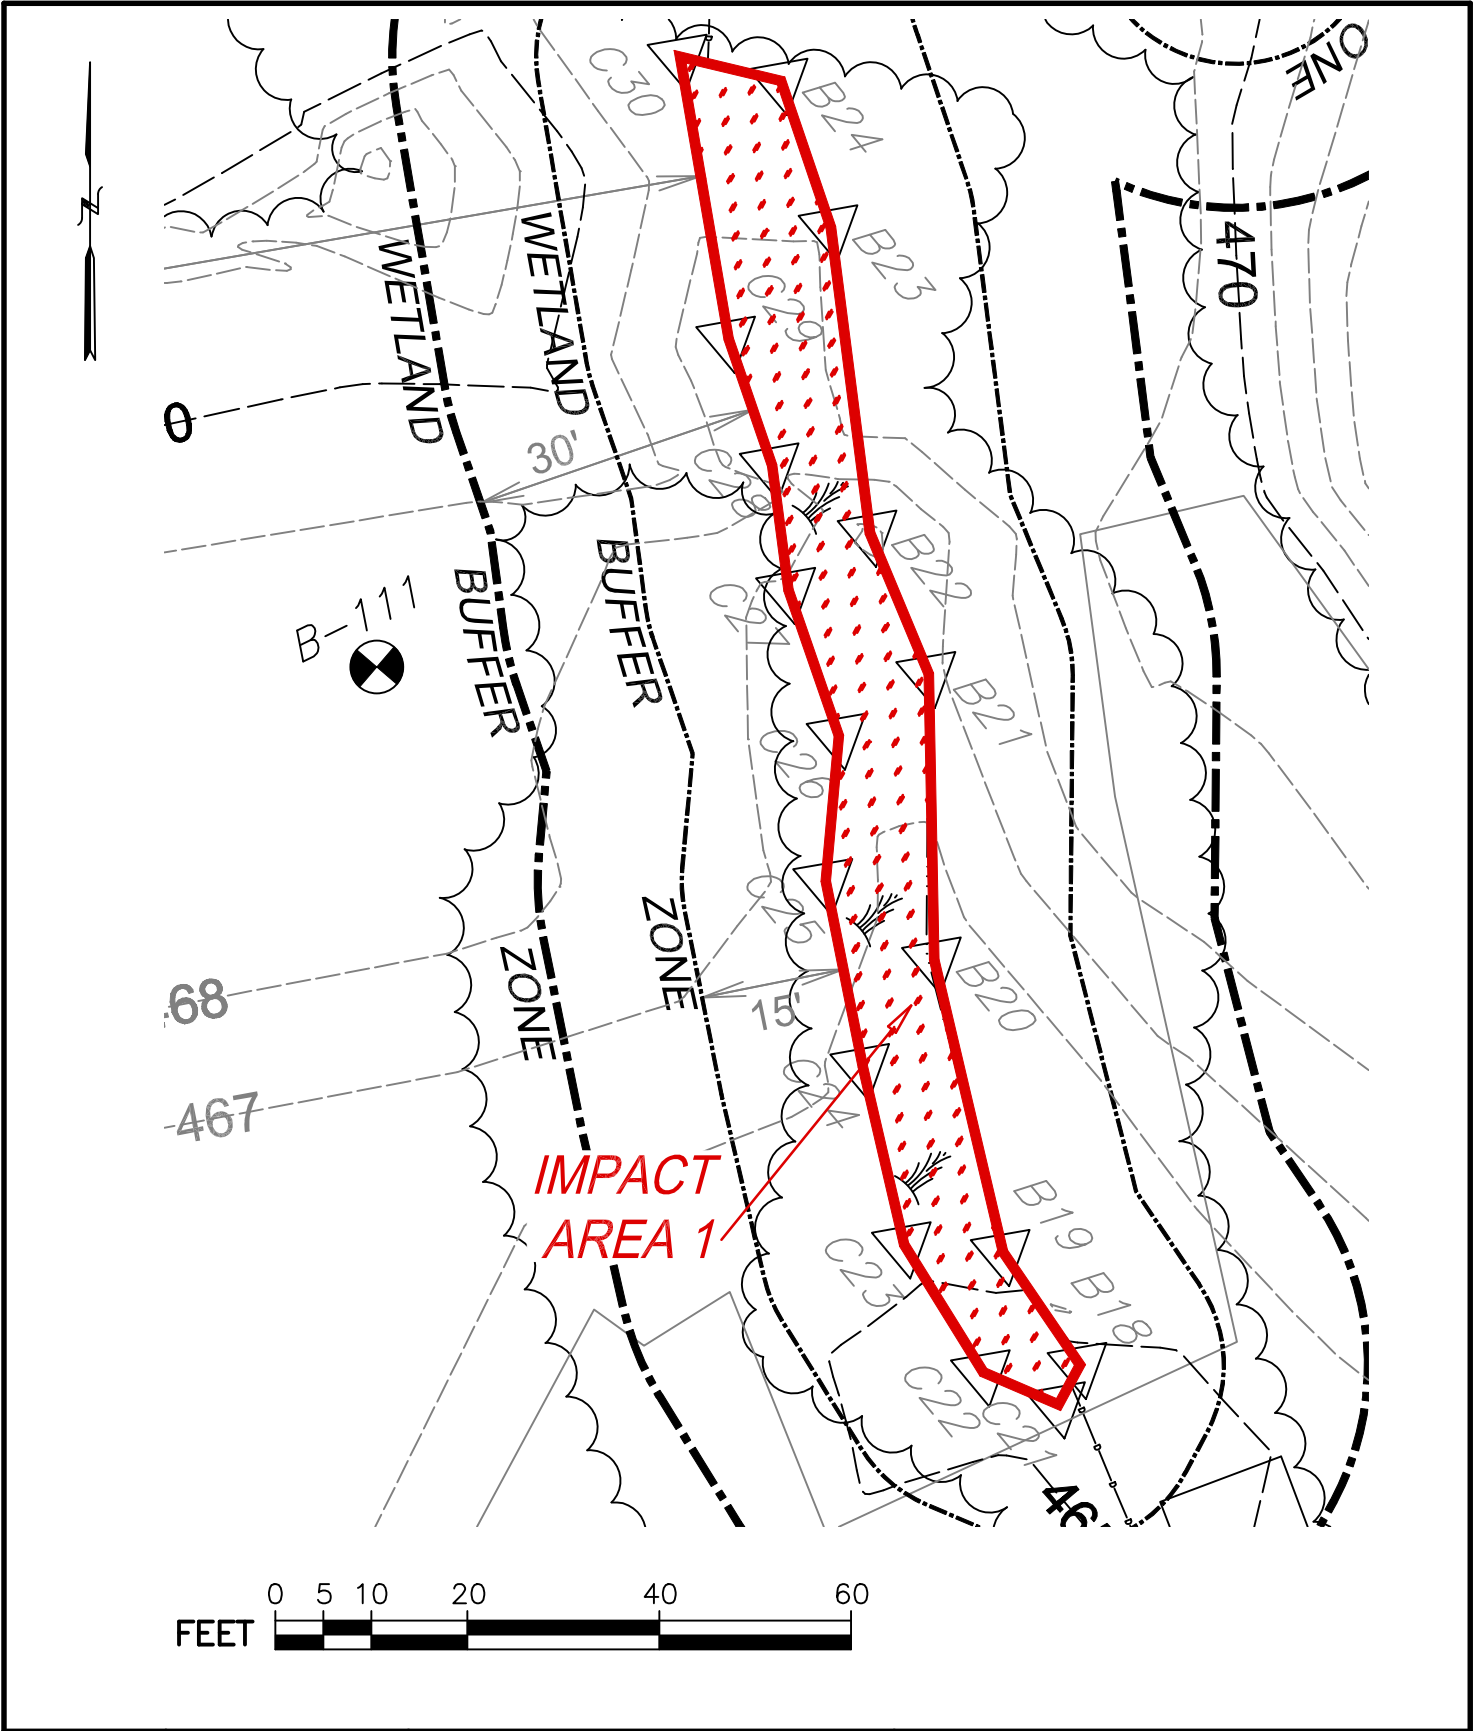 ONE
C30
B24
470
WETLAND
WETLAND
B23
C29
0
30'
C28
B22
BUFFER
BUFFER
B-111
C27
B21
C26
C25
ZONE
ZONE
68
15'
B20
467
C24
IMPACT
AREA 1
B19
B18
C23
C22
C21
46
0 5 10 20 40 60
FEET